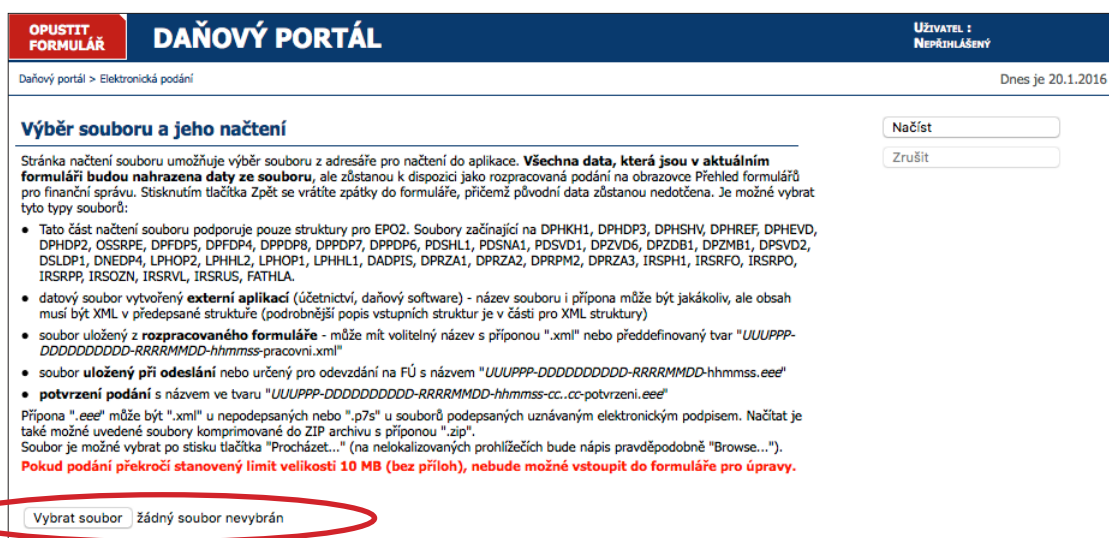 OPUSTIT
FORMULÁŘ
DAŇOVÝ PORTÁL
Uživatel :
Nepřihlášený
Daňový portál > Elektronická podání
Dnes je 20.1.2016
Výběr souboru a jeho načtení
Načíst
Zrušit
Stránka načtení souboru umožňuje výběr souboru z adresáře pro načtení do aplikace. Všechna data, která jsou v aktuálním
formuláři budou nahrazena daty ze souboru, ale zůstanou k dispozici jako rozpracovaná podání na obrazovce Přehled formulářů
pro finanční správu. Stisknutím tlačítka Zpět se vrátíte zpátky do formuláře, přičemž původní data zůstanou nedotčena. Je možné vybrat
tyto typy souborů:
• Tato část načtení souboru podporuje pouze struktury pro EPO2. Soubory začínající na DPHKH1, DPHDP3, DPHSHV, DPHREF, DPHEVD,
DPHDP2, OSSRPE, DPFDP5, DPFDP4, DPPDP8, DPPDP7, DPPDP6, PDSHL1, PDSNA1, PDSVD1, DPZVD6, DPZDB1, DPZMB1, DPSVD2,
DSLDP1, DNEDP4, LPHOP2, LPHHL2, LPHOP1, LPHHL1, DADPIS, DPRZA1, DPRZA2, DPRPM2, DPRZA3, IRSPH1, IRSRFO, IRSRPO,
IRSRPP, IRSOZN, IRSRVL, IRSRUS, FATHLA.
• datový soubor vytvořený externí aplikací (účetnictví, daňový software) - název souboru i přípona může být jakákoliv, ale obsah
musí být XML v předepsané struktuře (podrobnější popis vstupních struktur je v části pro XML struktury)
• soubor uložený z rozpracovaného formuláře - může mít volitelný název s příponou ".xml" nebo předdefinovaný tvar "UUUPPP-
DDDDDDDDDD-RRRRMMDD-hhmmss-pracovni.xml"
• soubor uložený při odeslání nebo určený pro odevzdání na FÚ s názvem "UUUPPP-DDDDDDDDDD-RRRRMMDD-hhmmss.eee"
• potvrzení podání s názvem ve tvaru "UUUPPP-DDDDDDDDDD-RRRRMMDD-hhmmss-cc..cc-potvrzeni.eee"
Přípona ".eee" může být ".xml" u nepodepsaných nebo ".p7s" u souborů podepsaných uznávaným elektronickým podpisem. Načítat je
také možné uvedené soubory komprimované do ZIP archivu s příponou ".zip".
Soubor je možné vybrat po stisku tlačítka "Procházet..." (na nelokalizovaných prohlížečích bude nápis pravděpodobně "Browse...").
Pokud podání překročí stanovený limit velikosti 10 MB (bez příloh), nebude možné vstoupit do formuláře pro úpravy.
Vybrat soubor žádný soubor nevybrán